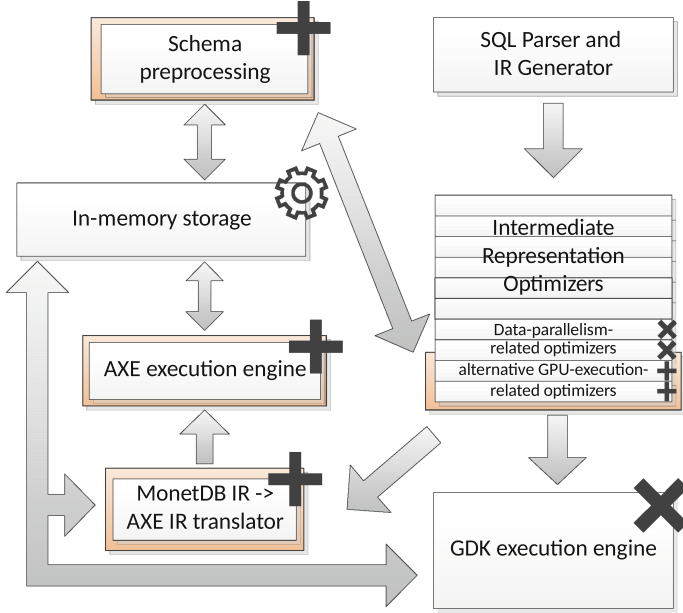 Schema
preprocessing
SQL Parser and
IR Generator
In-memory storage
Intermediate
Representation
Optimizers
Data-parallelism-
related optimizers
alternative GPU-execution-
related optimizers
AXE execution engine
MonetDB IR ->
AXE IR translator
GDK execution engine